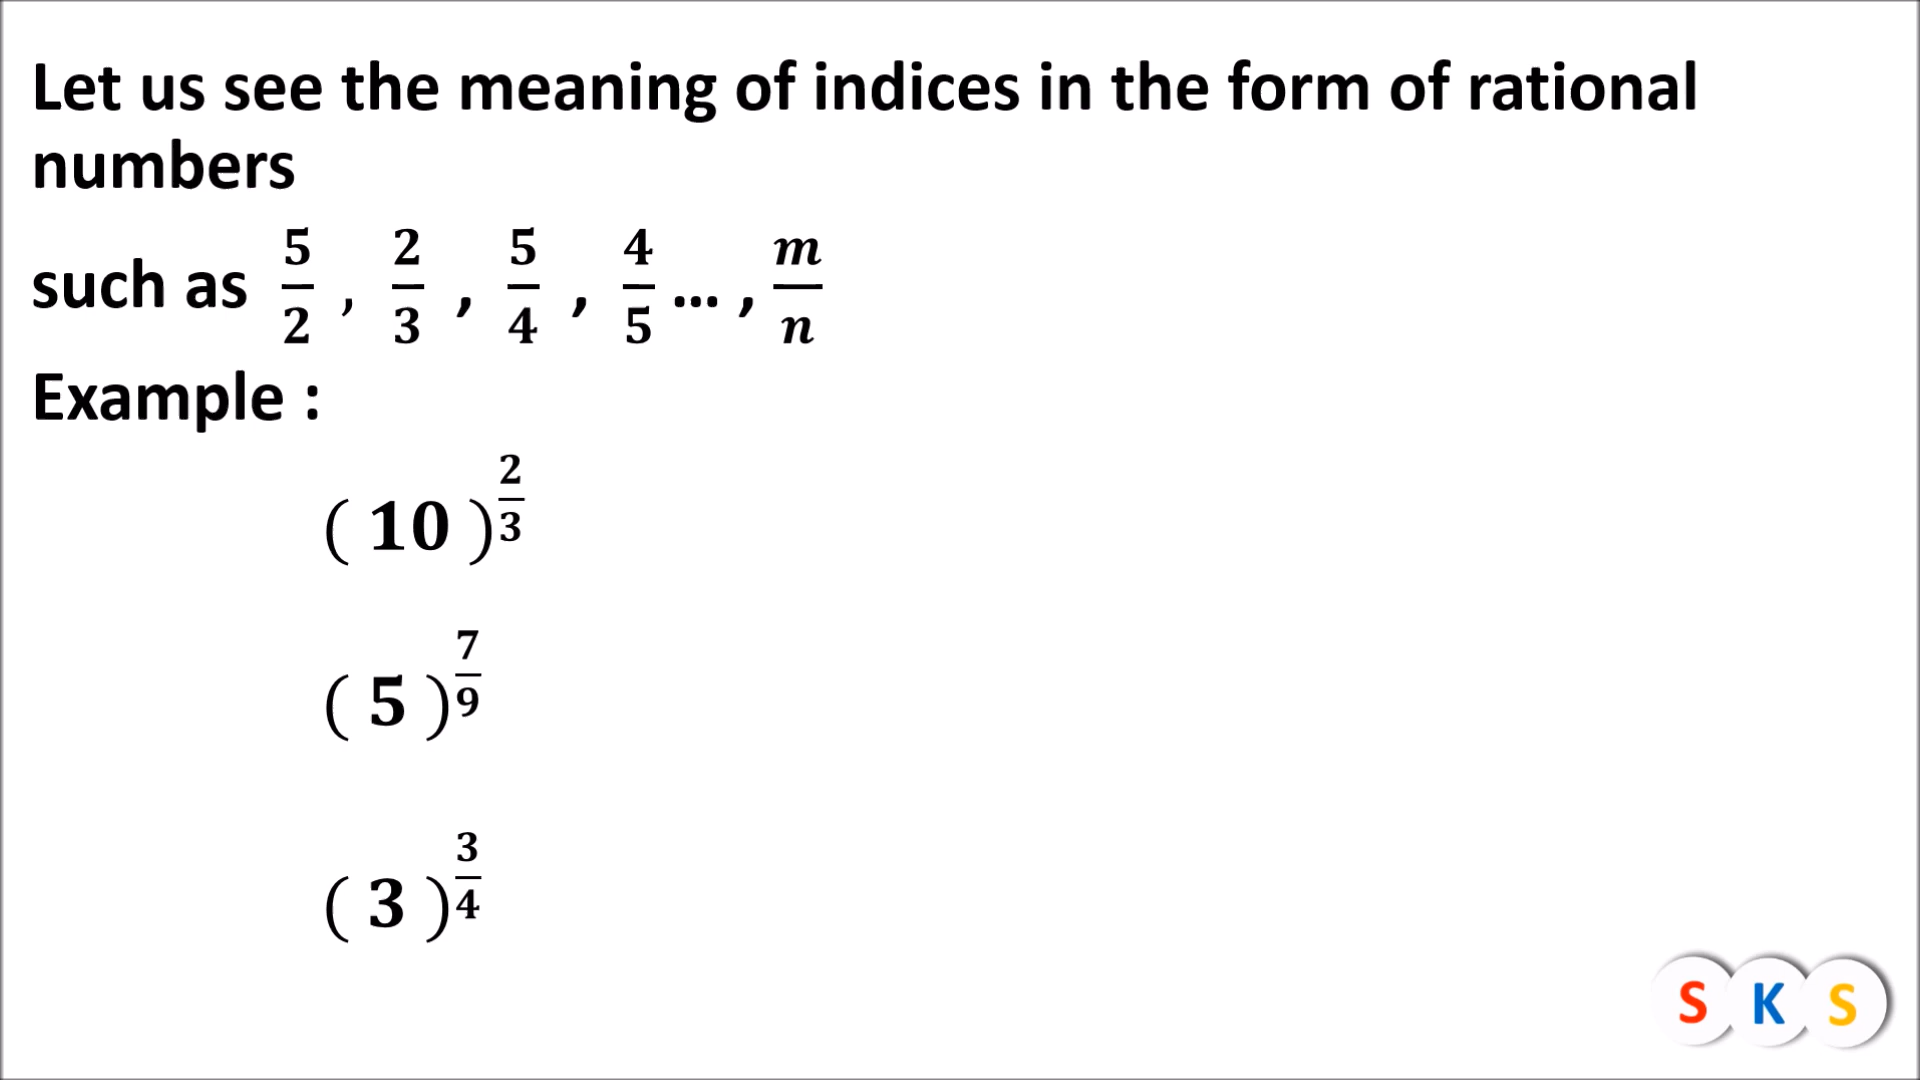 Let us see the meaning of indices in the form of rational
numbers
such as 5/2 , 2/3 , 5/4 , 4/5 ... , m/n
Example :
( 10 )^(2/3)
( 5 )^(7/9)
( 3 )^(3/4)
S K S